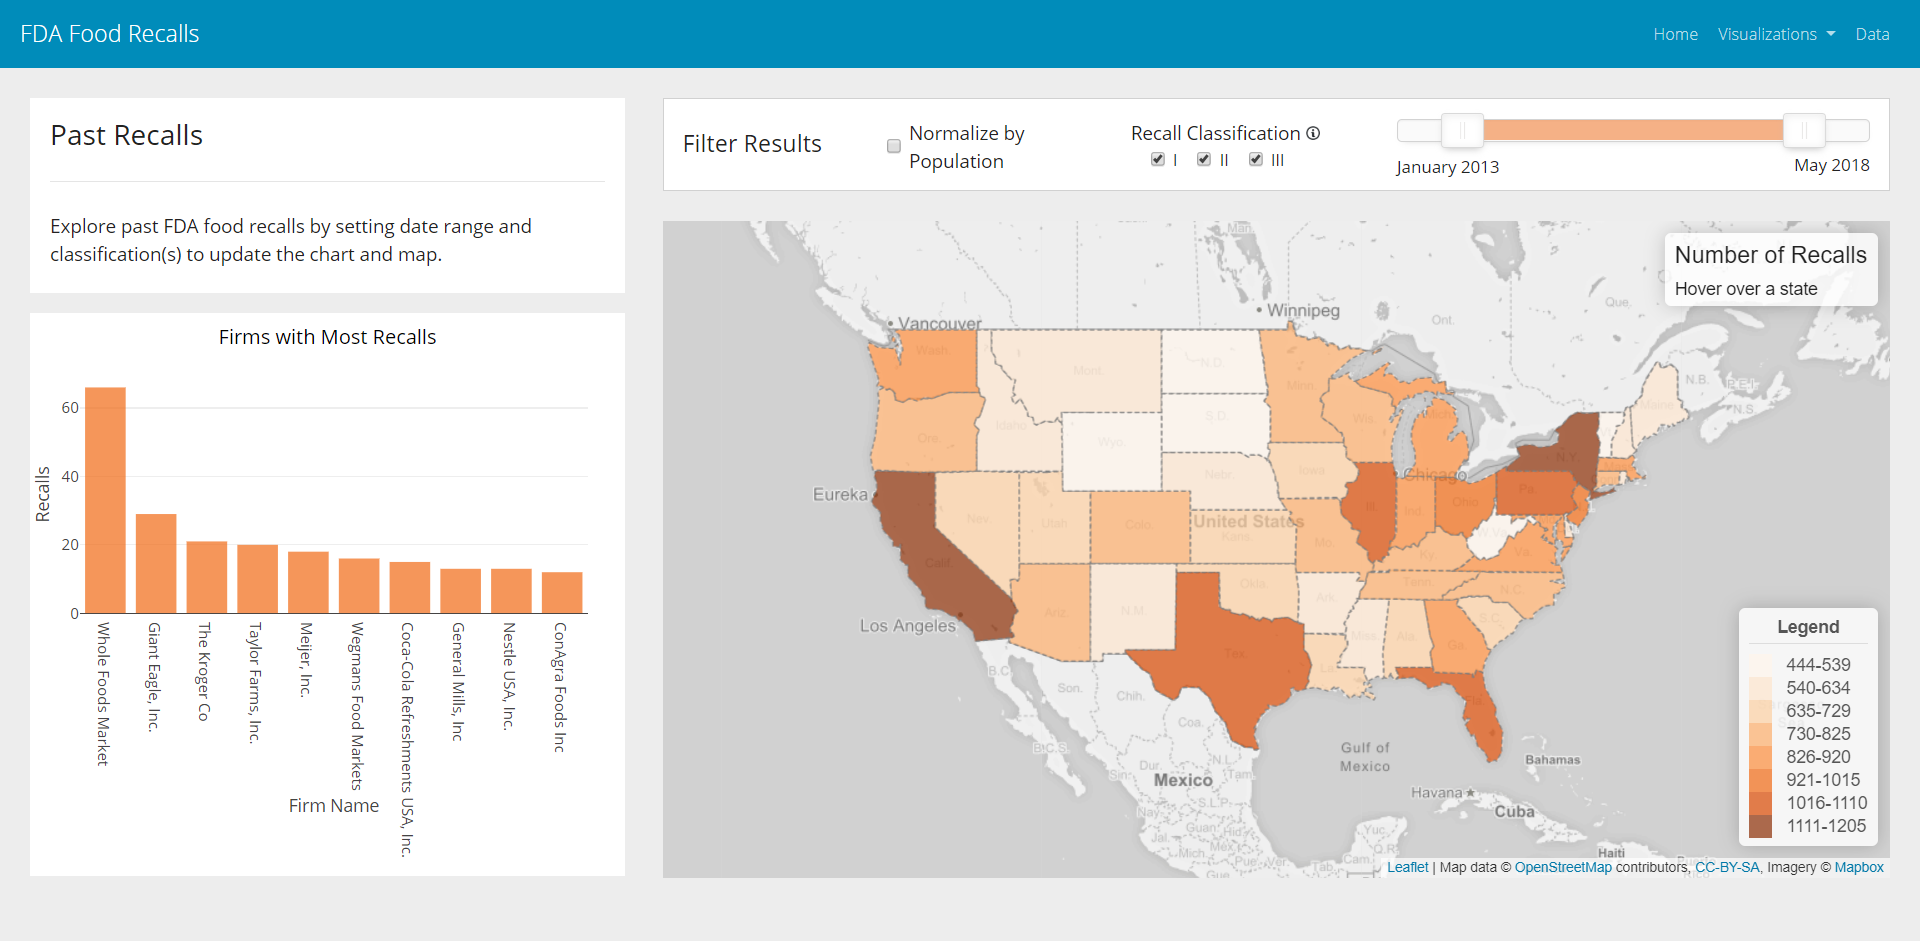 FDA Food Recalls
Home
Visualizations
Data
Past Recalls
Explore past FDA food recalls by setting date range and
classification(s) to update the chart and map.
Firms with Most Recalls
Recalls
60
40
20
0
Whole Foods Market
Giant Eagle, Inc.
The Kroger Co
Taylor Farms, Inc.
Meijer, Inc.
Wegmans Food Markets
Coca-Cola Refreshments USA, Inc.
General Mills, Inc
Nestle USA, Inc.
ConAgra Foods Inc
Firm Name
Filter Results
Normalize by
Population
Recall Classification
I
II
III
January 2013
May 2018
Number of Recalls
Hover over a state
Man.
Vancouver
Winnipeg
Ont.
Que.
N.B.
P.E.I.
N.S.
Wash.
Mont.
N.D.
Minn.
Ore.
Idaho
S.D.
Wis.
Mich.
Maine
Wyo.
N.Y.
Iowa
Chicago
Nebr.
Eureka
Nev.
Utah
Colo.
United States
Kans.
Mo.
Ill.
Ind.
Ohio
Pa.
W.Va.
Va.
Ky.
Calif.
Los Angeles
Ariz.
N.M.
Okla.
Ark.
Tenn.
N.C.
S.C.
Miss.
Ala.
Ga.
Tex.
La.
Fla.
B.C.
Son.
Chih.
Coa.
B.C.S.
Dur.
Sin.
N.L.
Tam.
Mexico
Gulf of
Mexico
Bahamas
Havana
Cuba
Haiti
Nay.
S.L.P.
Jal.
Guan.
Hid.
Mich.
Mex.
Pue.
Ver.
Gue.
Tab.
Cam.
Yuc.
Q.R.
Puerto
Rico
Legend
444-539
540-634
635-729
730-825
826-920
921-1015
1016-1110
1111-1205
Leaflet | Map data © OpenStreetMap contributors, CC-BY-SA, Imagery © Mapbox